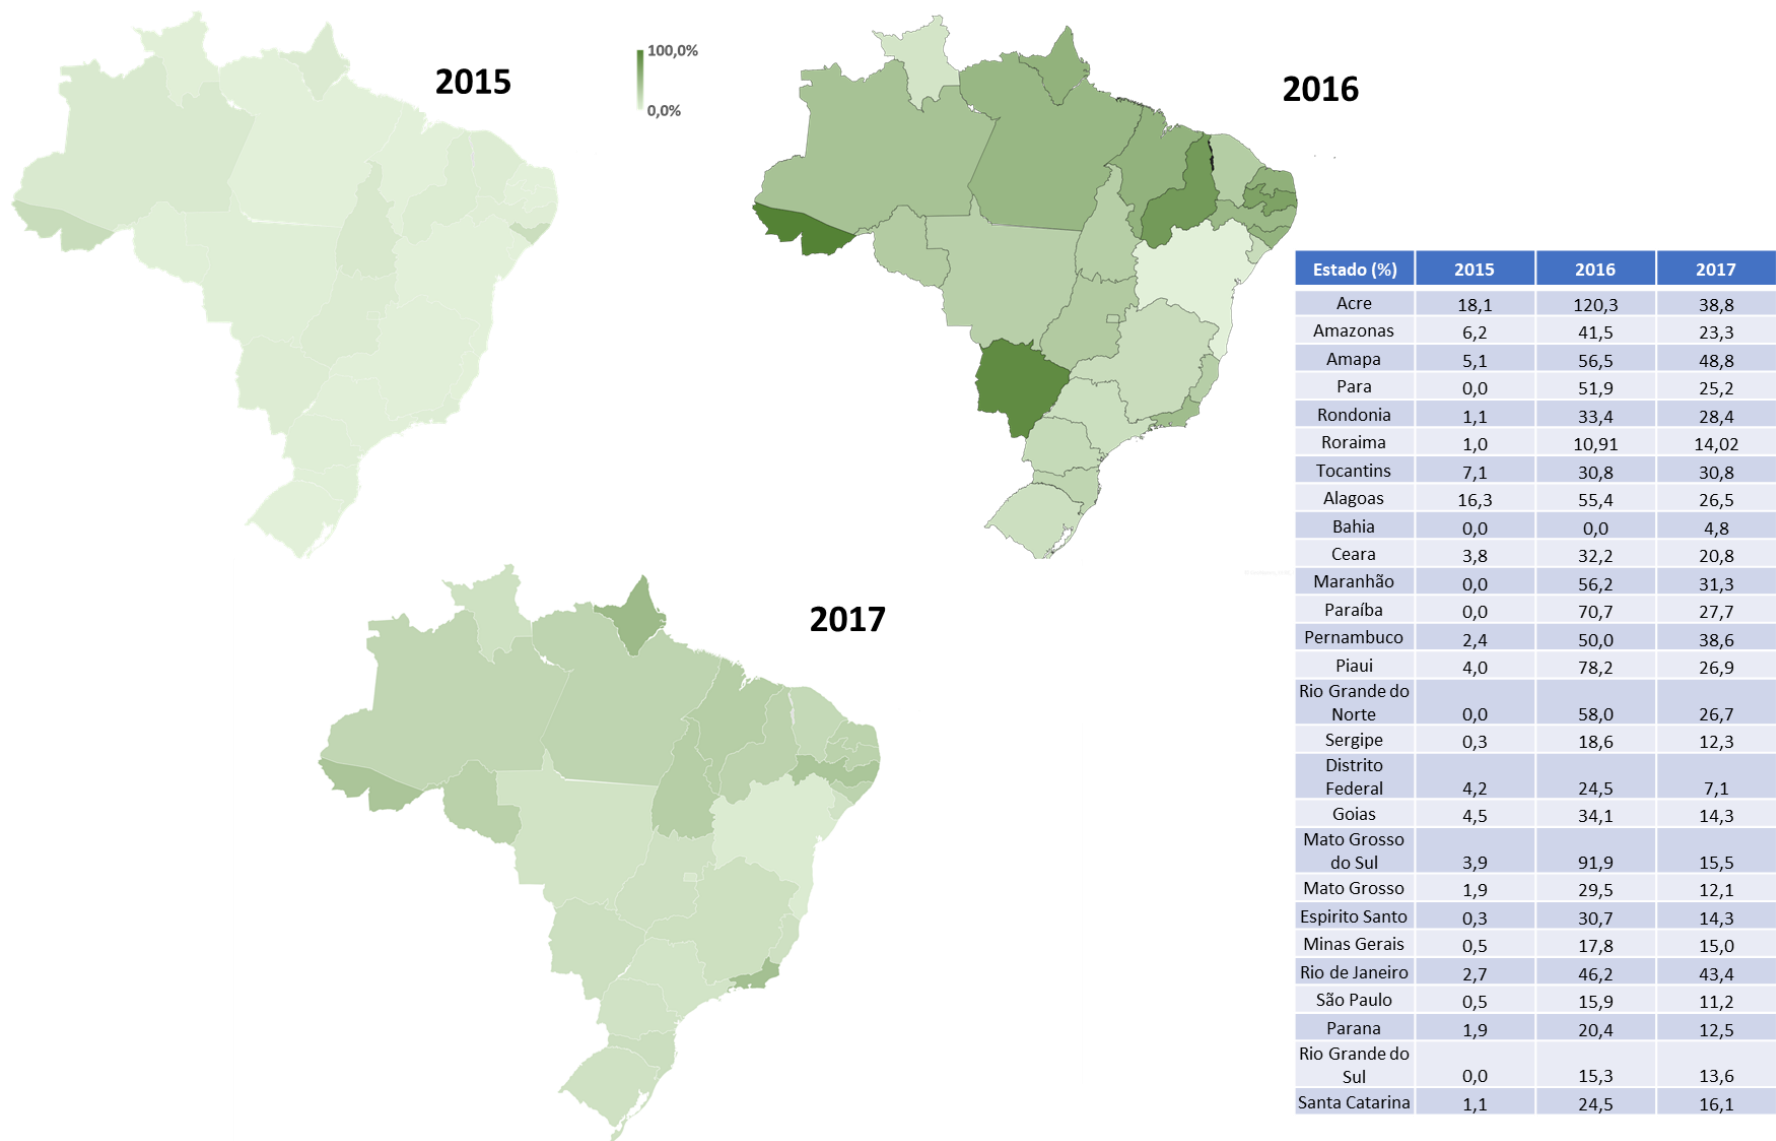 2015
100,0%
0,0%
2016
2017
Estado (%) 2015 2016 2017
Acre 18,1 120,3 38,8
Amazonas 6,2 41,5 23,3
Amapa 5,1 56,5 48,8
Para 0,0 51,9 25,2
Rondonia 1,1 33,4 28,4
Roraima 1,0 10,91 14,02
Tocantins 7,1 30,8 30,8
Alagoas 16,3 55,4 26,5
Bahia 0,0 0,0 4,8
Ceara 3,8 32,2 20,8
Maranhão 0,0 56,2 31,3
Paraíba 0,0 70,7 27,7
Pernambuco 2,4 50,0 38,6
Piaui 4,0 78,2 26,9
Rio Grande do
Norte 0,0 58,0 26,7
Sergipe 0,3 18,6 12,3
Distrito
Federal 4,2 24,5 7,1
Goias 4,5 34,1 14,3
Mato Grosso
do Sul 3,9 91,9 15,5
Mato Grosso 1,9 29,5 12,1
Espirito Santo 0,3 30,7 14,3
Minas Gerais 0,5 17,8 15,0
Rio de Janeiro 2,7 46,2 43,4
São Paulo 0,5 15,9 11,2
Parana 1,9 20,4 12,5
Rio Grande do
Sul 0,0 15,3 13,6
Santa Catarina 1,1 24,5 16,1